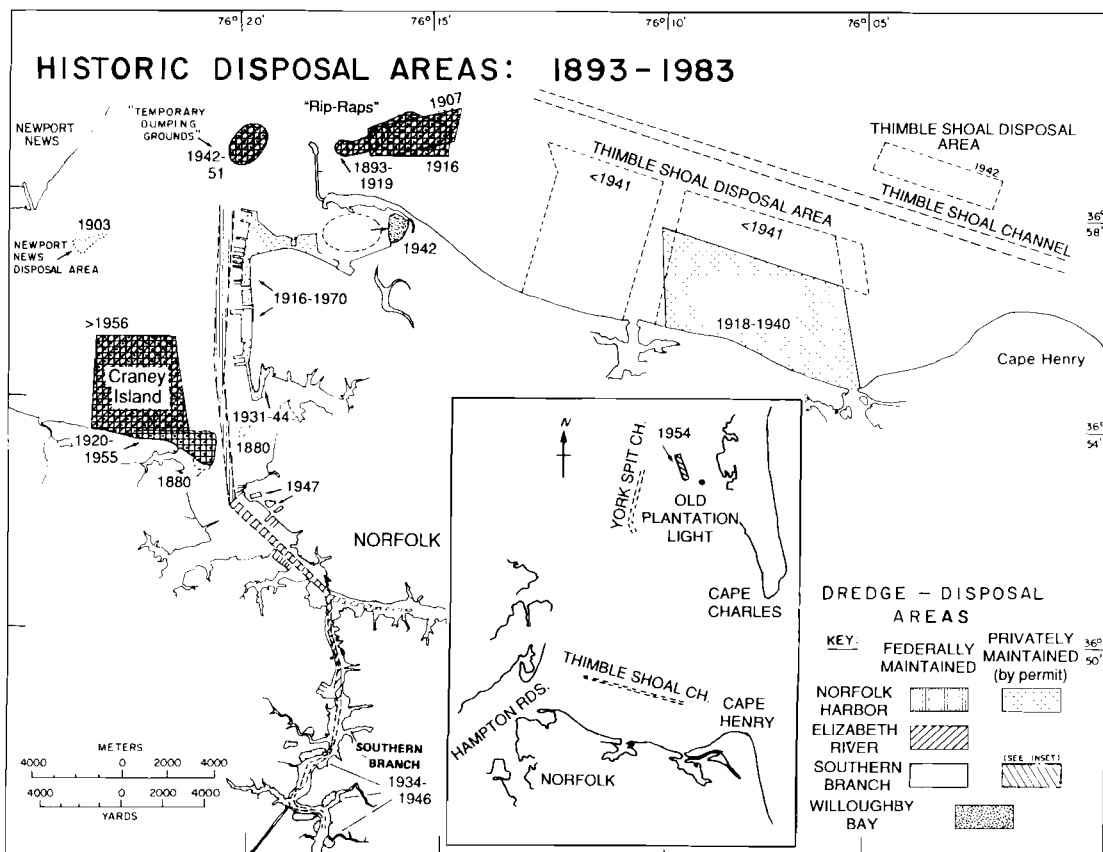 76° 20'
76° 15'
76° 10'
76° 05'
HISTORIC DISPOSAL AREAS: 1893-1983
NEWPORT
NEWS
"TEMPORARY
DUMPING
GROUNDS"
1942-
51
"Rip-Raps"
1907
1893-
1919
1916
THIMBLE SHOAL DISPOSAL
AREA
1942
THIMBLE SHOAL DISPOSAL AREA
<1941
<1941
THIMBLE SHOAL CHANNEL
36°
58'
1903
NEWPORT
NEWS
DISPOSAL AREA
1942
1916-1970
1918-1940
Cape Henry
>1956
Craney
Island
1931-44
1880
1920-
1955
1880
36°
54'
1947
NORFOLK
N
1954
YORK SPIT CH.
OLD
PLANTATION
LIGHT
CAPE
CHARLES
THIMBLE SHOAL CH.
HAMPTON RDS.
CAPE
HENRY
NORFOLK
DREDGE - DISPOSAL
AREAS
KEY:
FEDERALLY
MAINTAINED
PRIVATELY
MAINTAINED
(by permit)
36°
50'
NORFOLK
HARBOR
ELIZABETH
RIVER
SOUTHERN
BRANCH
(SEE INSET)
WILLOUGHBY
BAY
SOUTHERN
BRANCH
1934-
1946
METERS
4000 0 2000 4000
4000 0 2000 4000
YARDS